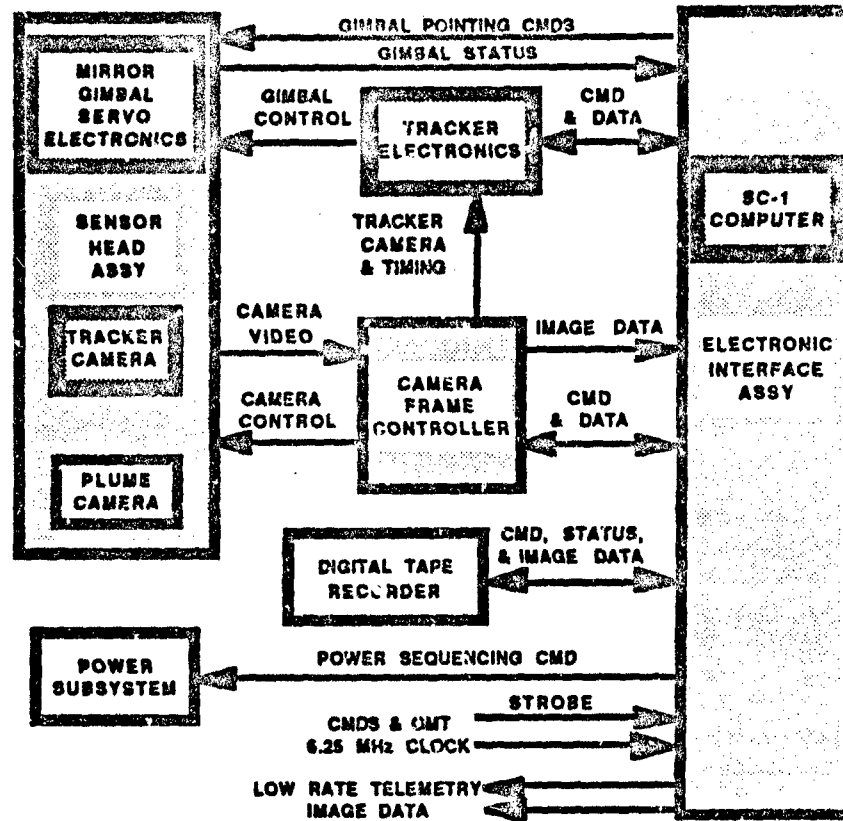 GIMBAL POINTING CMDS
GIMBAL STATUS
MIRROR
GIMBAL
SERVO
ELECTRONICS
GIMBAL
CONTROL
TRACKER
ELECTRONICS
CMD
& DATA
SC-1
COMPUTER
SENSOR
HEAD
ASSY
TRACKER
CAMERA
& TIMING
TRACKER
CAMERA
CAMERA
VIDEO
CAMERA
CONTROL
CAMERA
FRAME
CONTROLLER
IMAGE DATA
CMD
& DATA
ELECTRONIC
INTERFACE
ASSY
PLUME
CAMERA
DIGITAL TAPE
RECORDER
CMD, STATUS,
& IMAGE DATA
POWER
SUBSYSTEM
POWER SEQUENCING CMD
STROBE
CMDS & GMT
6.25 MHz CLOCK
LOW RATE TELEMETRY
IMAGE DATA